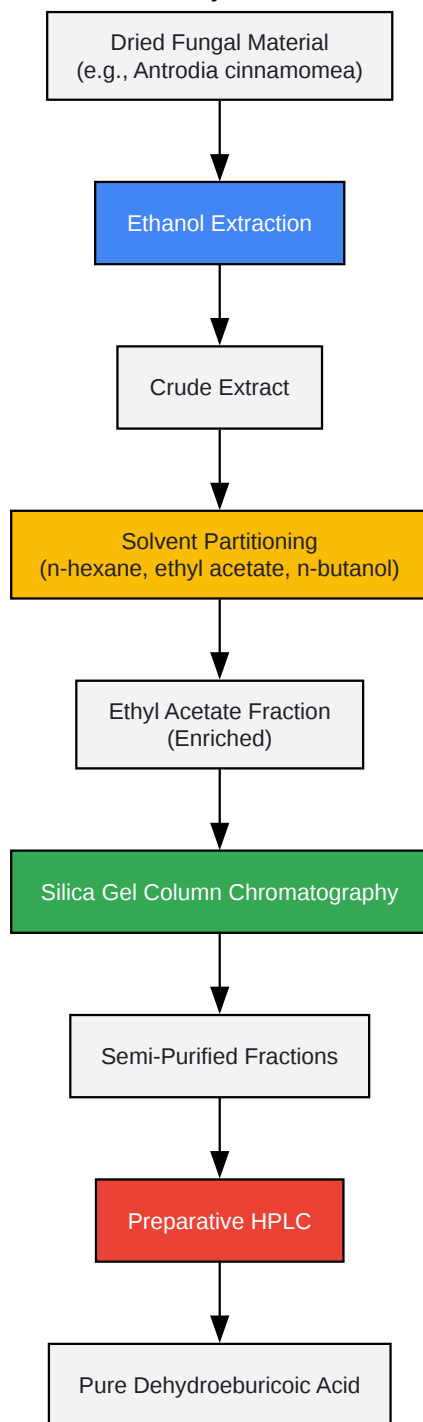 Dried Fungal Material
(e.g., Antrodia cinnamomea)
Ethanol Extraction
Crude Extract
Solvent Partitioning
(n-hexane, ethyl acetate, n-butanol)
Ethyl Acetate Fraction
(Enriched)
Silica Gel Column Chromatography
Semi-Purified Fractions
Preparative HPLC
Pure Dehydroeburicoic Acid